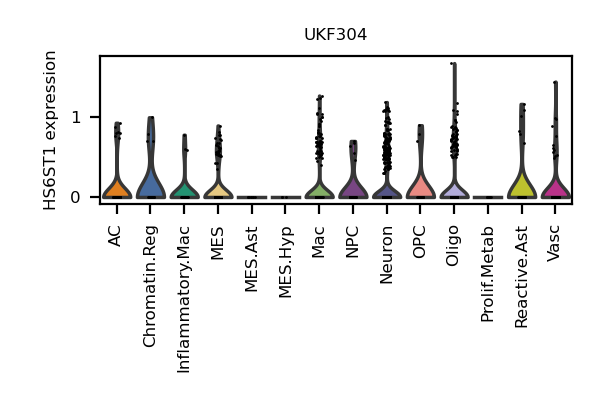 UKF304
HS6ST1 expression
1
0
AC
Chromatin.Reg
Inflammatory.Mac
MES
MES.Ast
MES.Hyp
Mac
NPC
Neuron
OPC
Oligo
Prolif.Metab
Reactive.Ast
Vasc